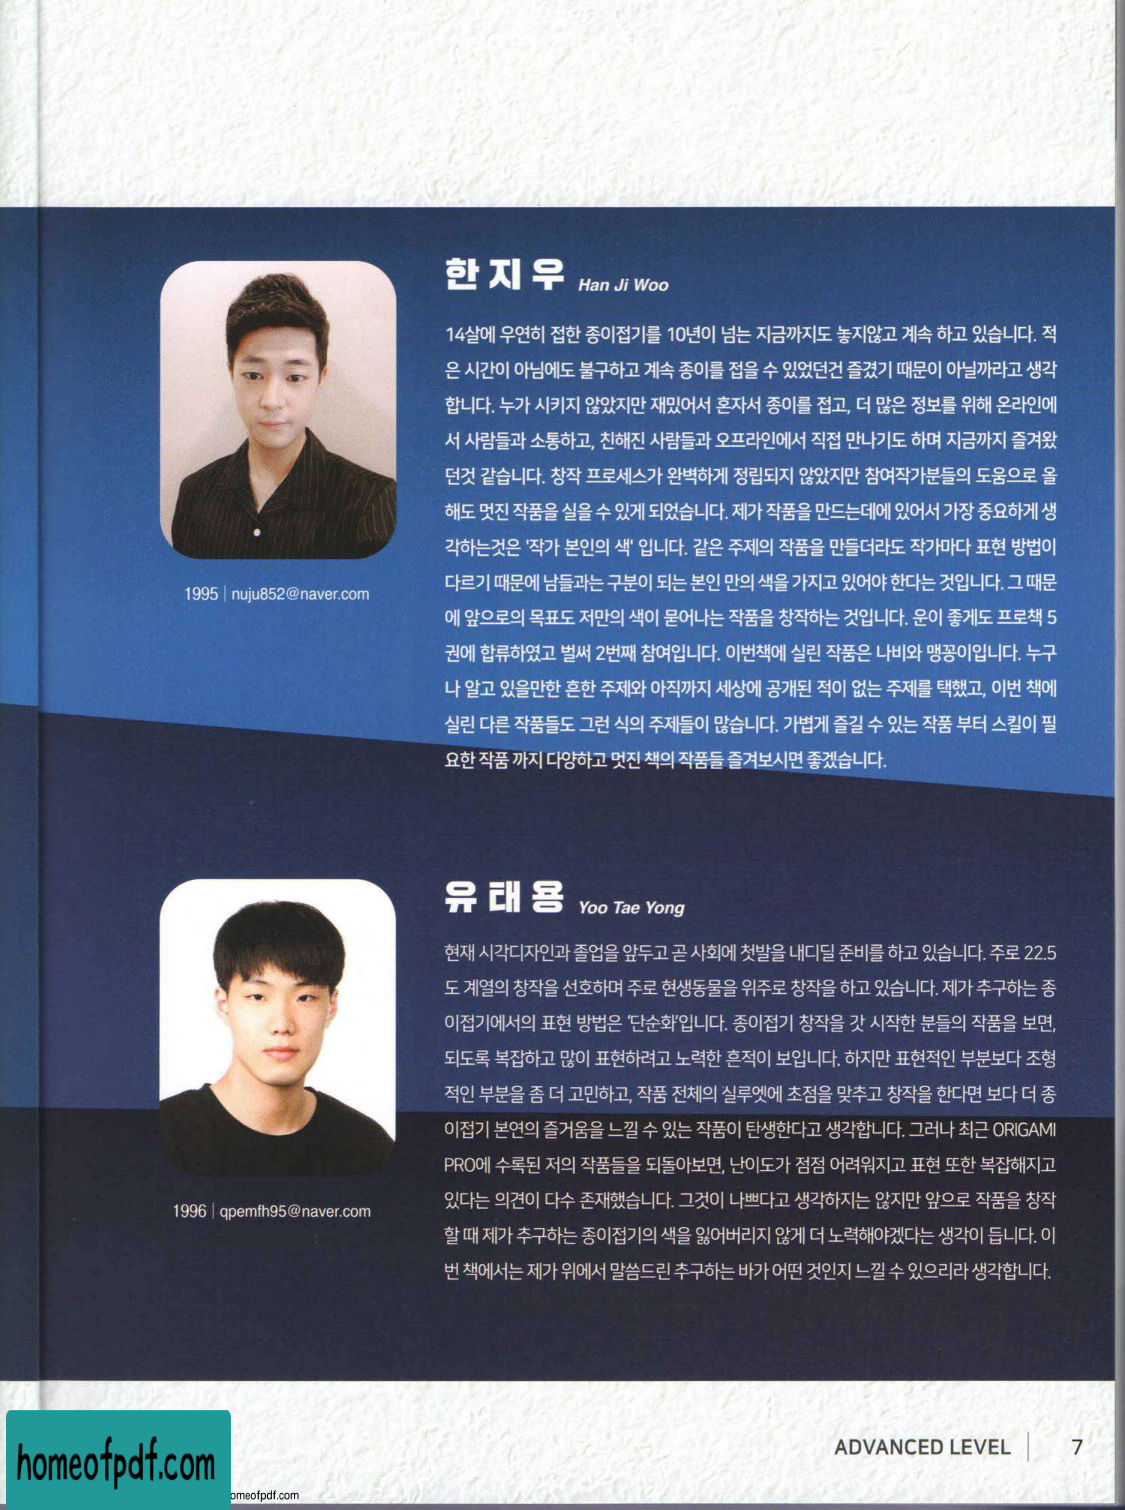 한지우 Han Ji Woo
14살에 우연히 접한 종이접기를 10년이 넘는 지금까지도 놓지않고 계속 하고 있습니다. 적
은 시간이 아님에도 불구하고 계속 종이를 접을 수 있었던건 즐겼기 때문이 아닐까라고 생각
합니다. 누가 시키지 않았지만 재밌어서 혼자서 종이를 접고, 더 많은 정보를 위해 온라인에
서 사람들과 소통하고, 친해진 사람들과 오프라인에서 직접 만나기도 하며 지금까지 즐겨왔
던것 같습니다. 창작 프로세스가 완벽하게 정립되지 않았지만 참여작가분들의 도움으로 올
해도 멋진 작품을 실을 수 있게 되었습니다. 제가 작품을 만드는데에 있어서 가장 중요하게 생
각하는것은 '작가 본인의 색' 입니다. 같은 주제의 작품을 만들더라도 작가마다 표현 방법이
다르기 때문에 남들과는 구분이 되는 본인 만의 색을 가지고 있어야 한다는 것입니다. 그 때문
에 앞으로의 목표도 저만의 색이 묻어나는 작품을 창작하는 것입니다. 운이 좋게도 프로책 5
권에 합류하였고 벌써 2번째 참여입니다. 이번책에 실린 작품은 나비와 맹꽁이입니다. 누구
나 알고 있을만한 흔한 주제와 아직까지 세상에 공개된 적이 없는 주제를 택했고, 이번 책에
실린 다른 작품들도 그런 식의 주제들이 많습니다. 가볍게 즐길 수 있는 작품 부터 스킬이 필
요한 작품 까지 다양하고 멋진 책의 작품들 즐겨보시면 좋겠습니다.
1995 | nuju852@naver.com
유태용 Yoo Tae Yong
현재 시각디자인과 졸업을 앞두고 곧 사회에 첫발을 내디딜 준비를 하고 있습니다. 주로 22.5
도 계열의 창작을 선호하며 주로 현생동물을 위주로 창작을 하고 있습니다. 제가 추구하는 종
이접기에서의 표현 방법은 '단순화'입니다. 종이접기 창작을 갓 시작한 분들의 작품을 보면,
되도록 복잡하고 많이 표현하려고 노력한 흔적이 보입니다. 하지만 표현적인 부분보다 조형
적인 부분을 좀 더 고민하고, 작품 전체의 실루엣에 초점을 맞추고 창작을 한다면 보다 더 종
이접기 본연의 즐거움을 느낄 수 있는 작품이 탄생한다고 생각합니다. 그러나 최근 ORIGAMI
PRO에 수록된 저의 작품들을 되돌아보면, 난이도가 점점 어려워지고 표현 또한 복잡해지고
있다는 의견이 다수 존재했습니다. 그것이 나쁘다고 생각하지는 않지만 앞으로 작품을 창작
할 때 제가 추구하는 종이접기의 색을 잃어버리지 않게 더 노력해야겠다는 생각이 듭니다. 이
번 책에서는 제가 위에서 말씀드린 추구하는 바가 어떤 것인지 느낄 수 있으리라 생각합니다.
1996 | qpemfh95@naver.com
ADVANCED LEVEL | 7
homeofpdf.com
omeofpdf.com